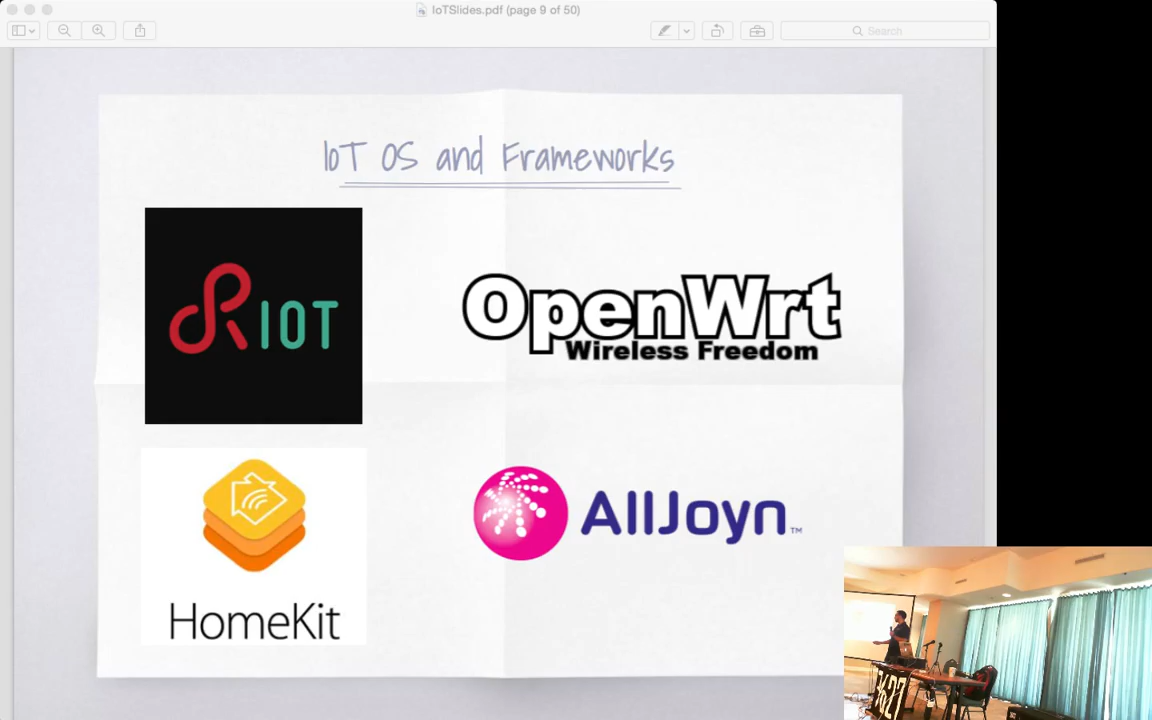 IoTSlides.pdf (page 9 of 50)
Search
IoT OS and Frameworks
RIOT
OpenWrt
Wireless Freedom
HomeKit
AllJoyn™